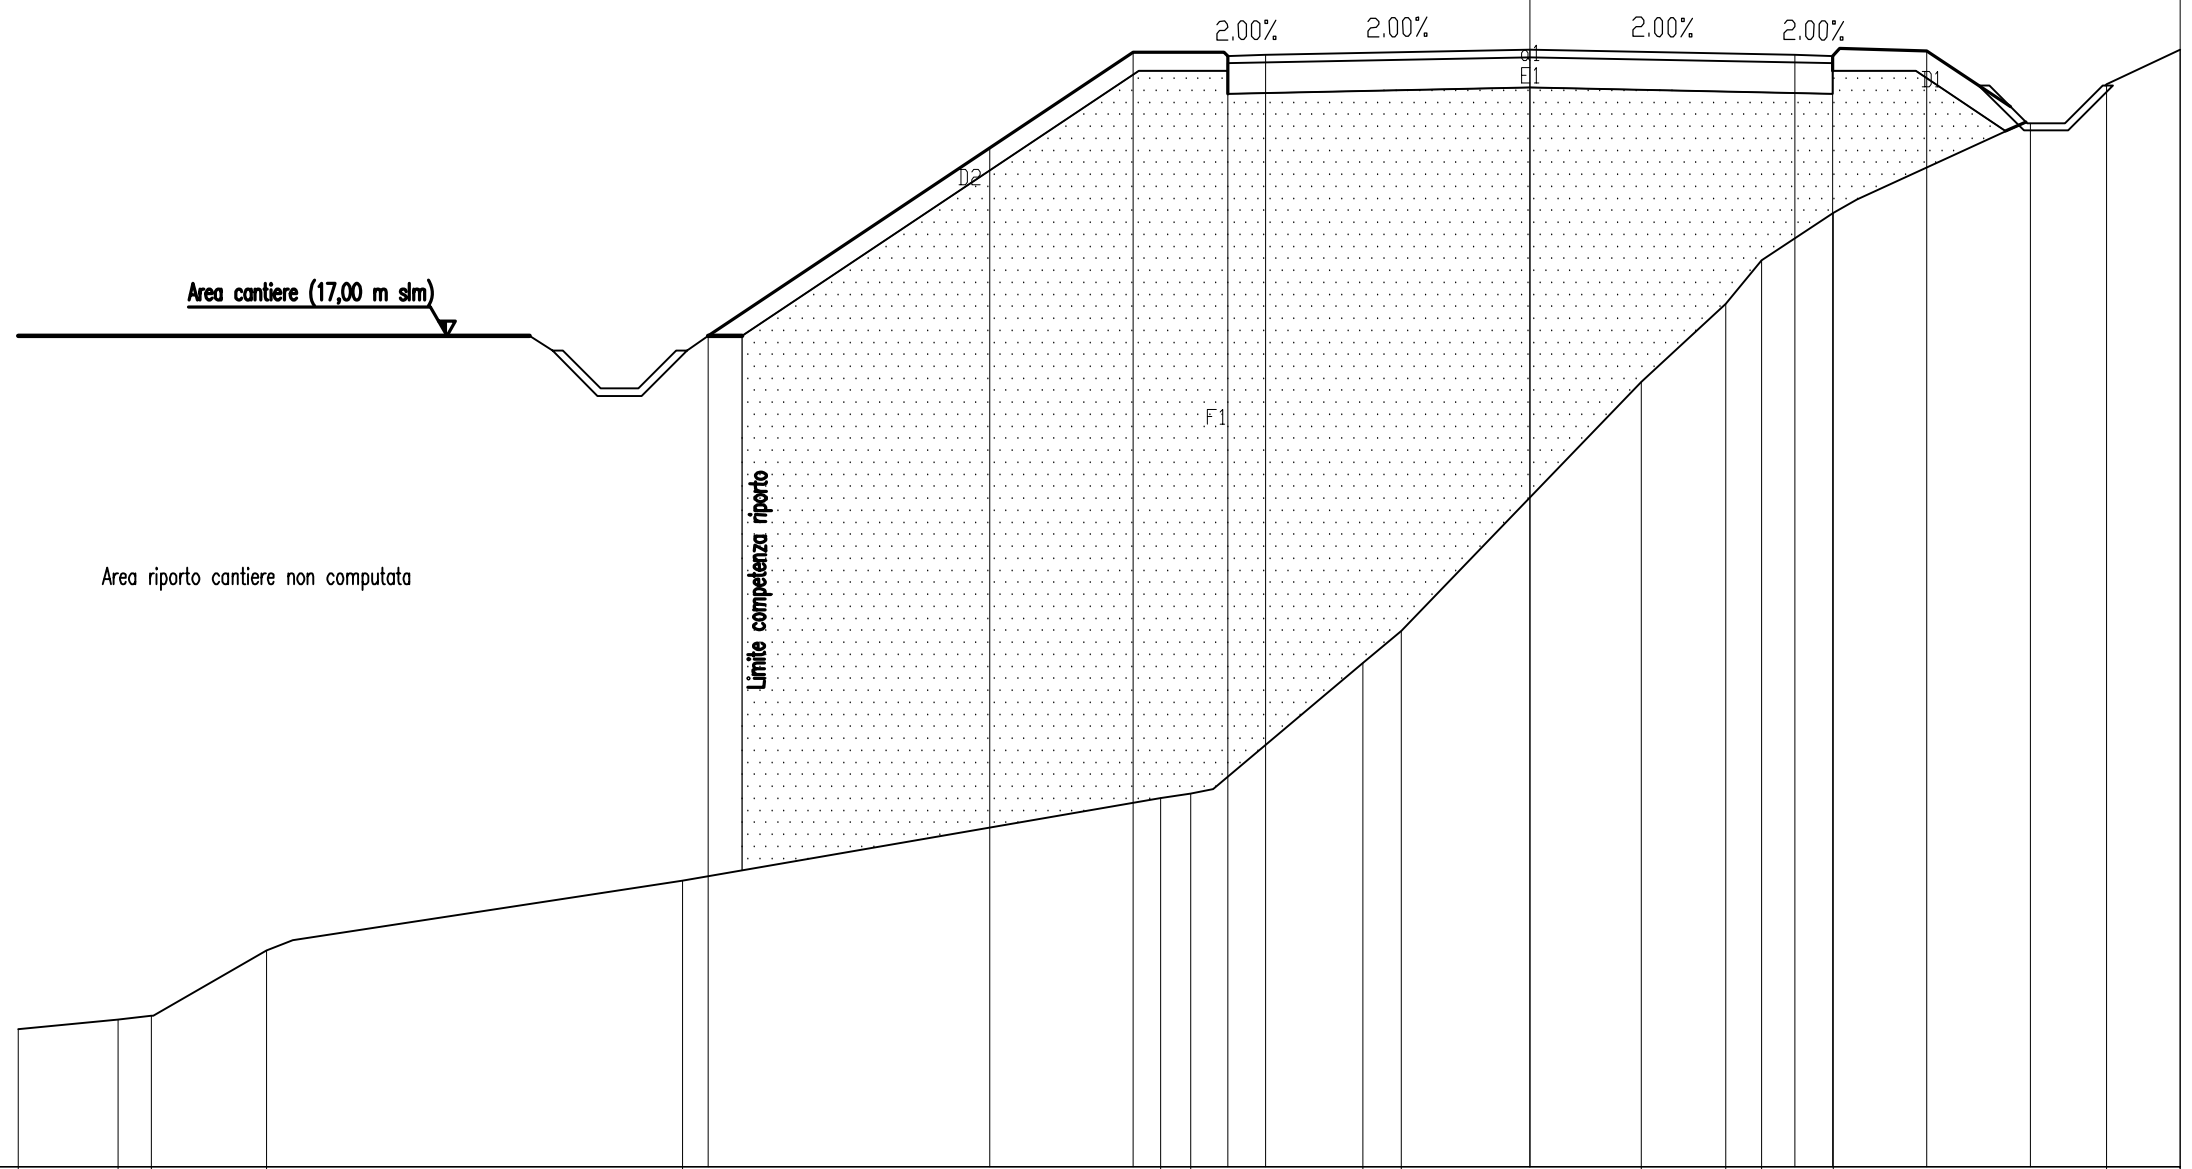 2.00% 2.00% 2.00% 2.00%
E1
D1
D2
Area cantiere (17,00 m slm)
F1
Limite competenza riporto
Area riporto cantiere non computata